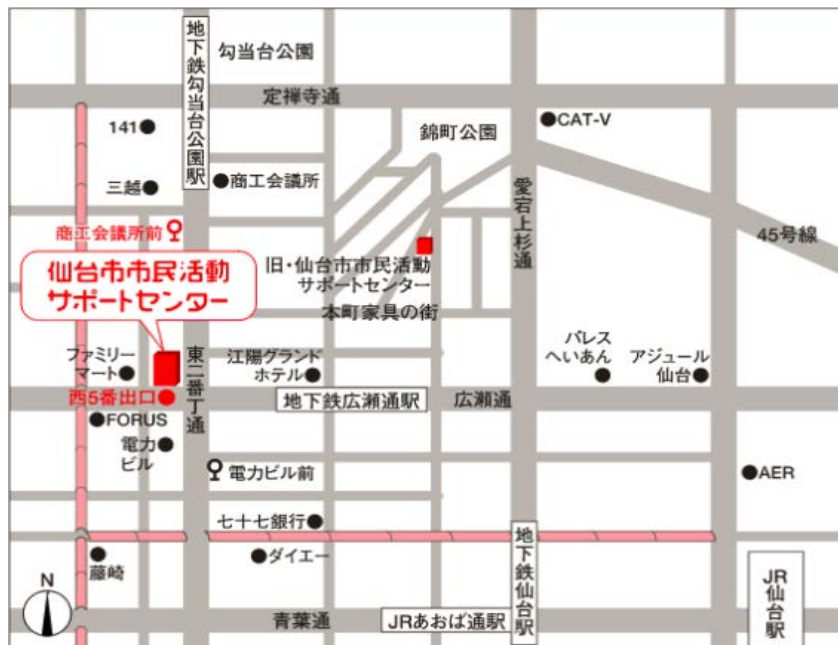 地下鉄勾当台公園駅
勾当台公園
定禅寺通
141
CAT-V
錦町公園
三越
商工会議所
愛宕上杉通
45号線
商工会議所前
仙台市市民活動
サポートセンター
旧・仙台市市民活動
サポートセンター
本町家具の街
ファミリー
マート
東二番丁通
江陽グランド
ホテル
パレス
へいあん
アジュール
仙台
西5番出口
地下鉄広瀬通駅
広瀬通
FORUS
電力
ビル
電力ビル前
AER
七十七銀行
藤崎
ダイエー
地下鉄仙台駅
JR仙台駅
N
青葉通
JRあおば通駅